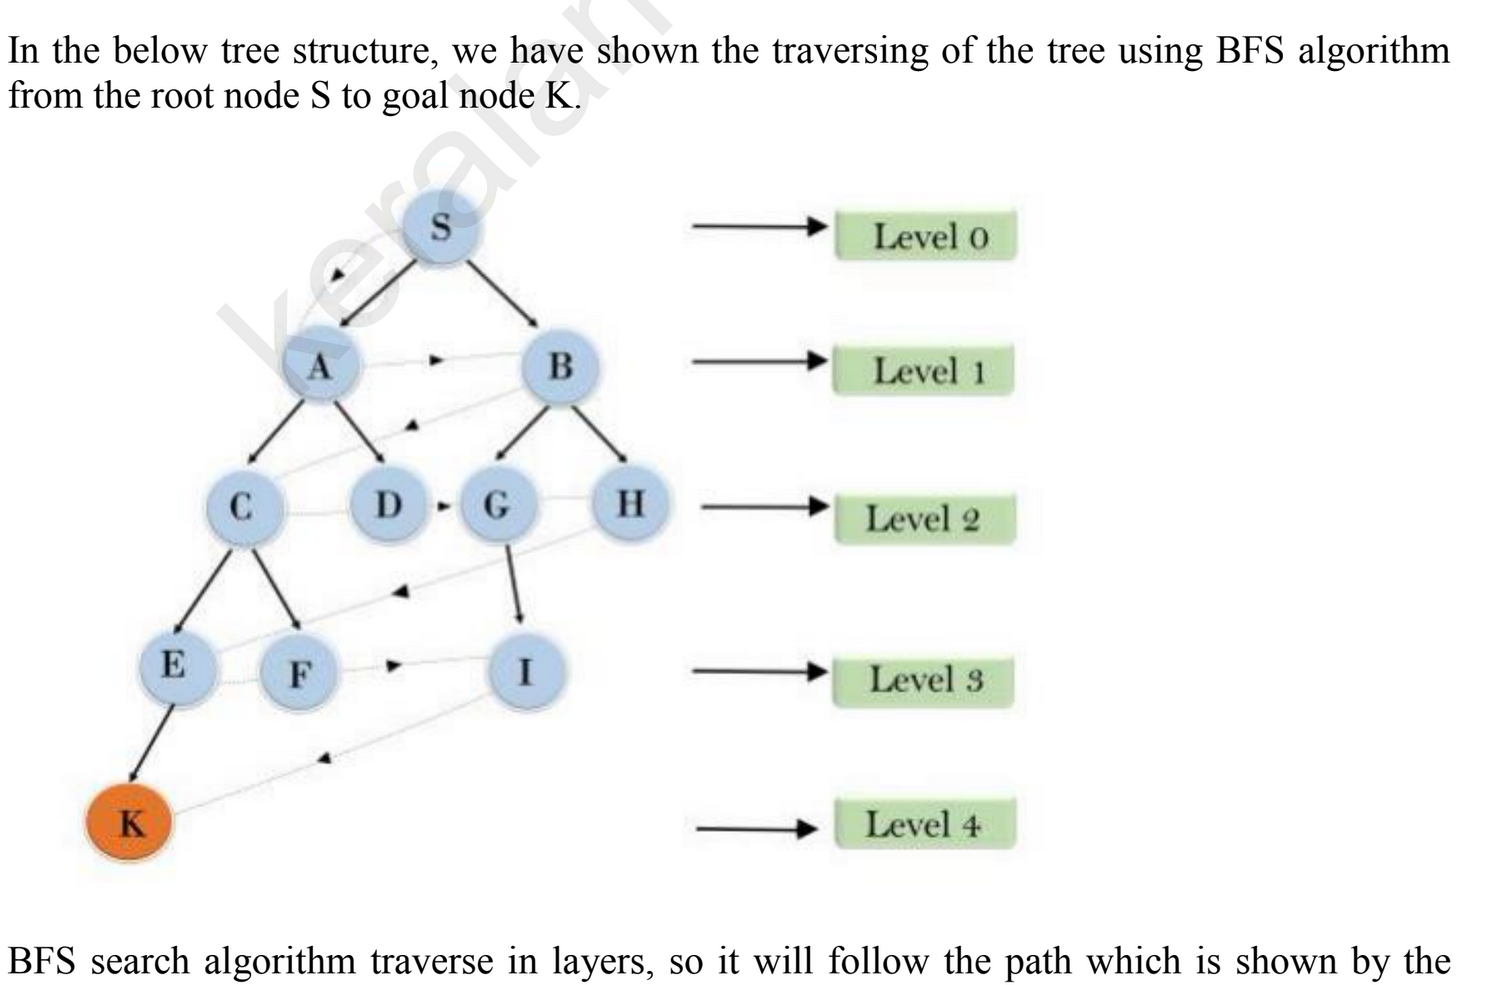 In the below tree structure, we have shown the traversing of the tree using BFS algorithm
from the root node S to goal node K.
S
Level 0
A
B
Level 1
C
D
G
H
Level 2
E
F
I
Level 3
K
Level 4
BFS search algorithm traverse in layers, so it will follow the path which is shown by the